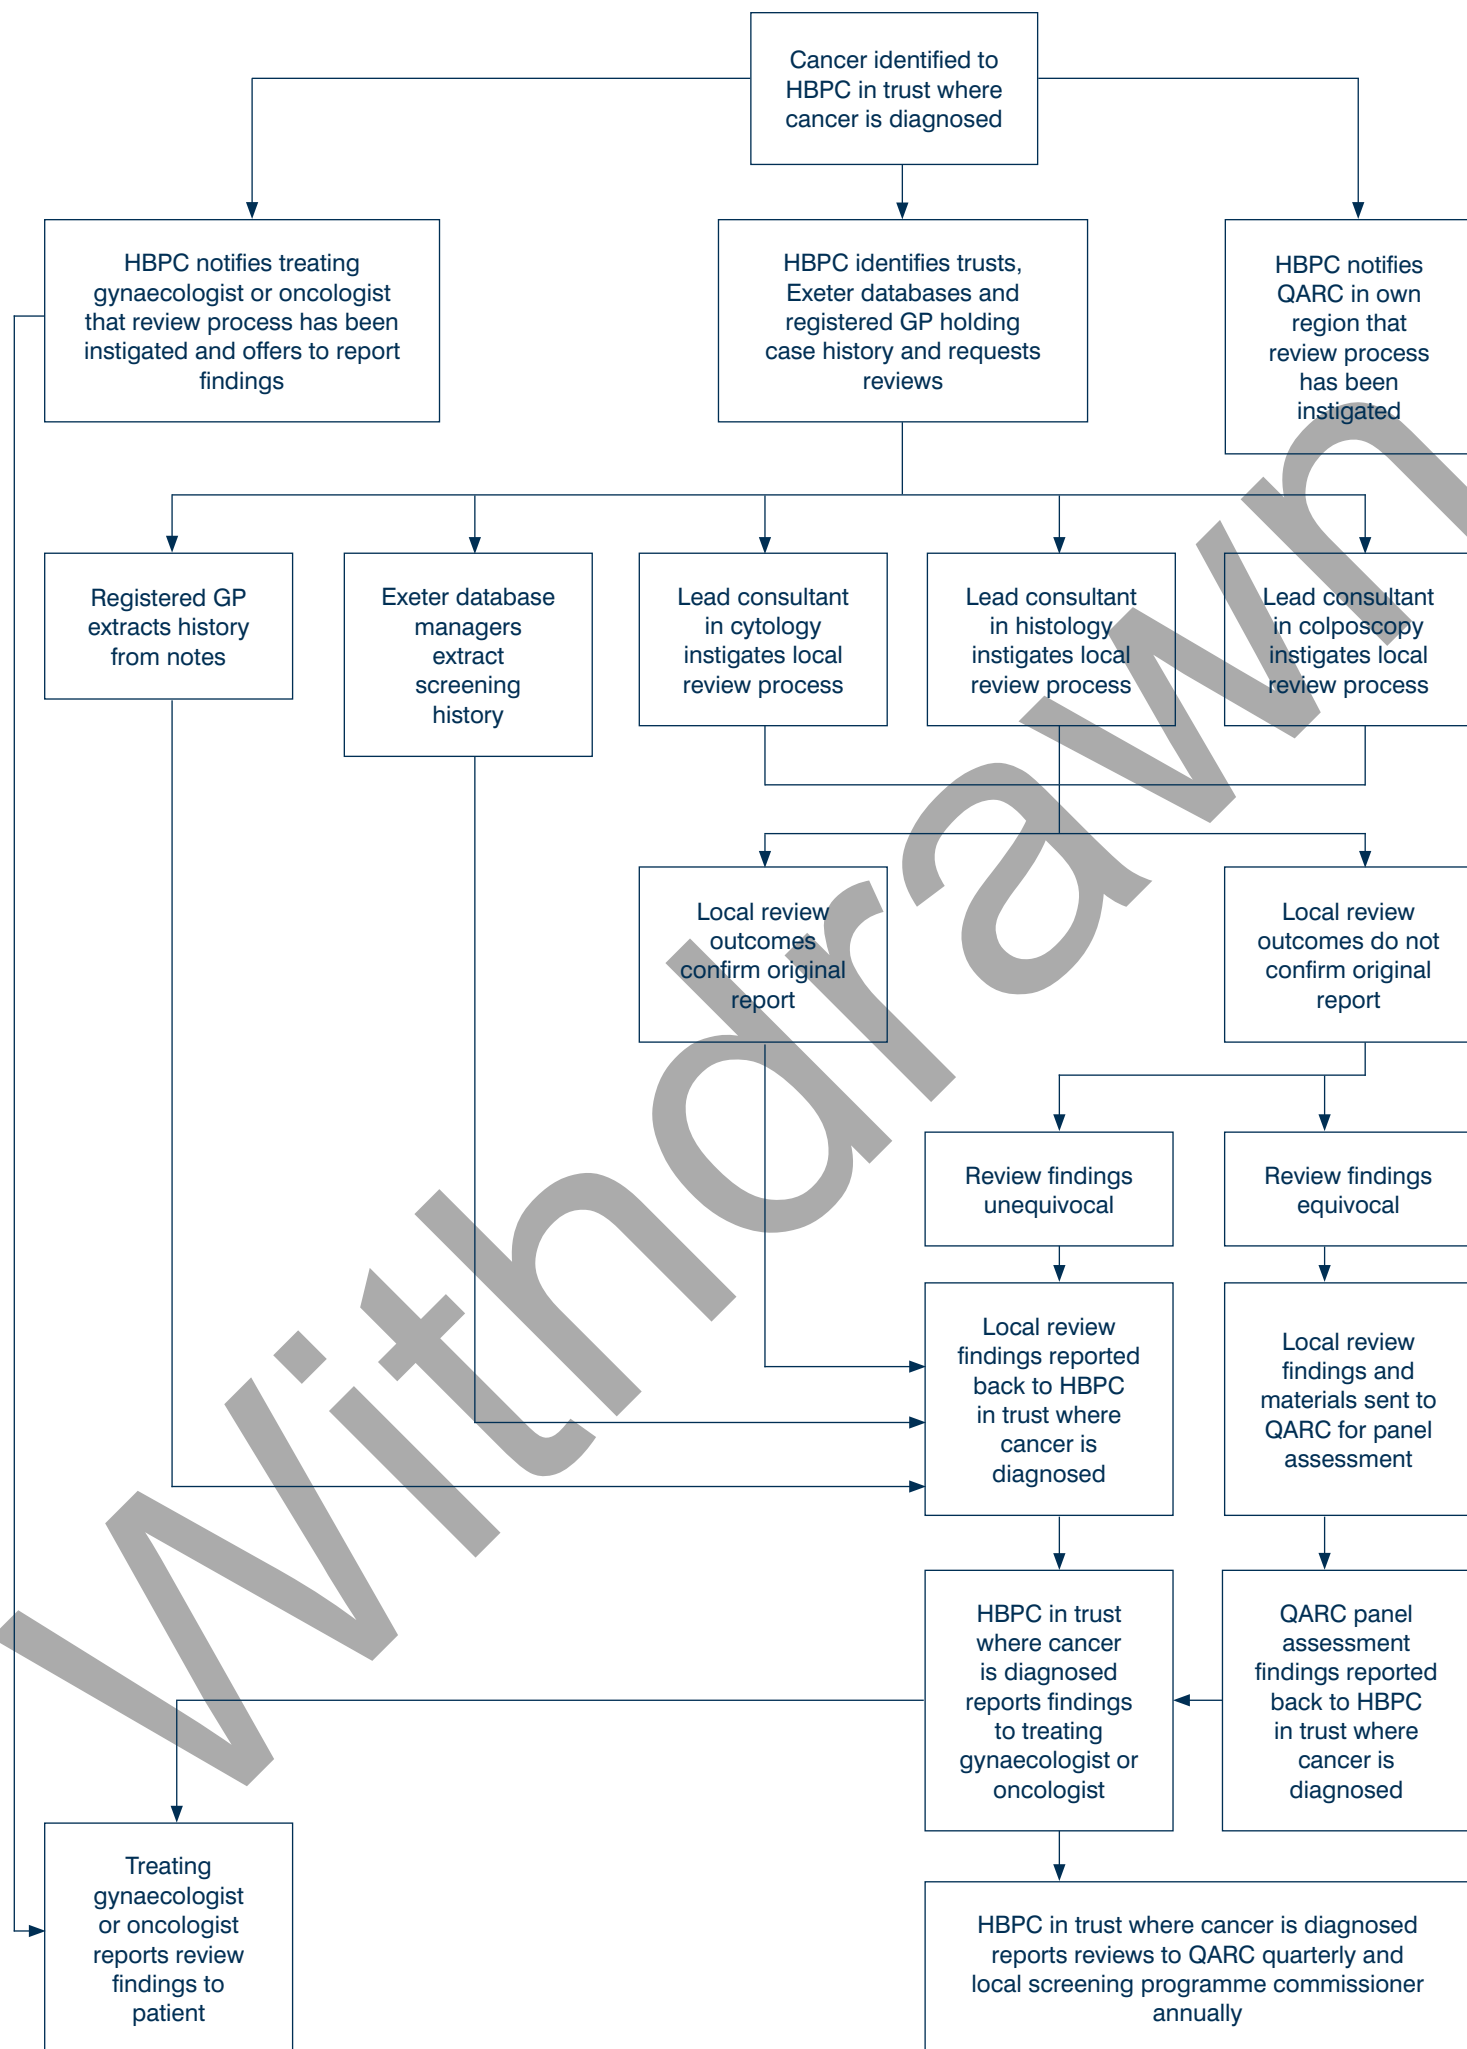 Cancer identified to
HBPC in trust where
cancer is diagnosed
HBPC notifies treating
gynaecologist or oncologist
that review process has been
instigated and offers to report
findings
HBPC identifies trusts,
Exeter databases and
registered GP holding
case history and requests
reviews
HBPC notifies
QARC in own
region that
review process
has been
instigated
Registered GP
extracts history
from notes
Exeter database
managers
extract
screening
history
Lead consultant
in cytology
instigates local
review process
Lead consultant
in histology
instigates local
review process
Lead consultant
in colposcopy
instigates local
review process
Local review
outcomes
confirm original
report
Local review
outcomes do not
confirm original
report
Review findings
unequivocal
Review findings
equivocal
Local review
findings reported
back to HBPC
in trust where
cancer is
diagnosed
Local review
findings and
materials sent to
QARC for panel
assessment
HBPC in trust
where cancer
is diagnosed
reports findings
to treating
gynaecologist or
oncologist
QARC panel
assessment
findings reported
back to HBPC
in trust where
cancer is
diagnosed
Treating
gynaecologist
or oncologist
reports review
findings to
patient
HBPC in trust where cancer is diagnosed
reports reviews to QARC quarterly and
local screening programme commissioner
annually
Withdrawn